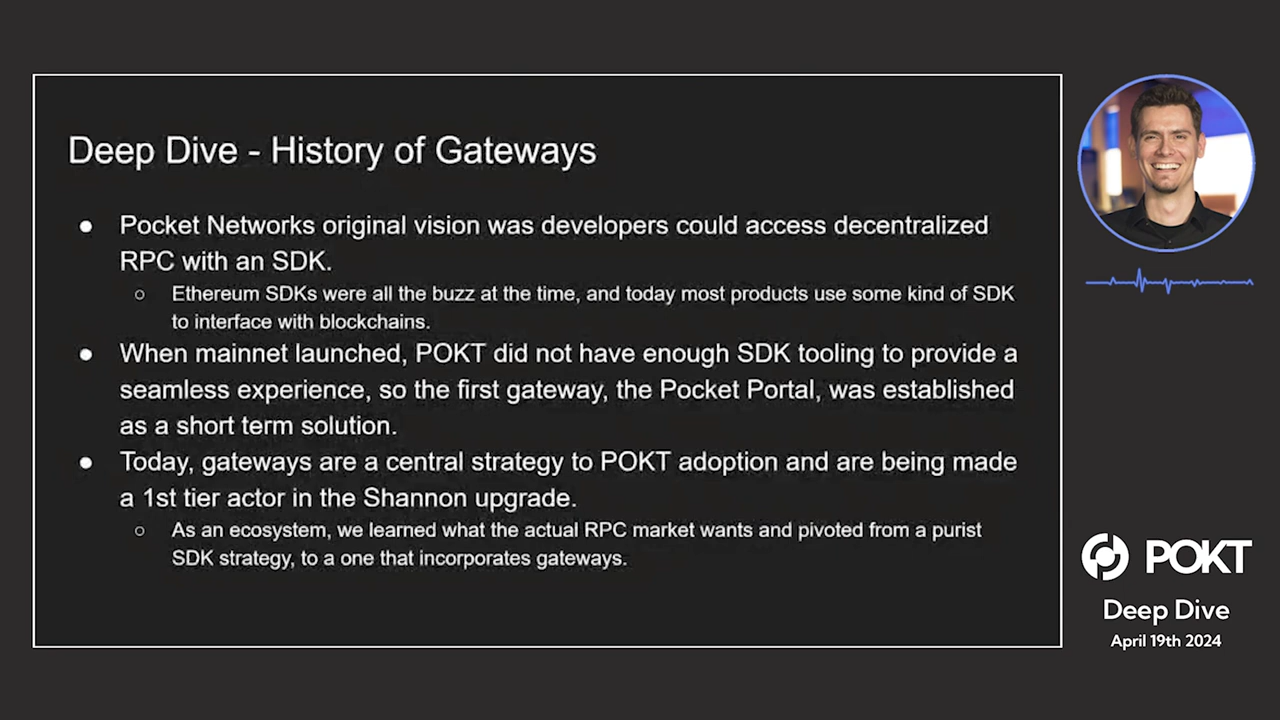 Deep Dive - History of Gateways
● Pocket Networks original vision was developers could access decentralized
RPC with an SDK.
○ Ethereum SDKs were all the buzz at the time, and today most products use some kind of SDK
to interface with blockchains.
● When mainnet launched, POKT did not have enough SDK tooling to provide a
seamless experience, so the first gateway, the Pocket Portal, was established
as a short term solution.
● Today, gateways are a central strategy to POKT adoption and are being made
a 1st tier actor in the Shannon upgrade.
○ As an ecosystem, we learned what the actual RPC market wants and pivoted from a purist
SDK strategy, to a one that incorporates gateways.
POKT
Deep Dive
April 19th 2024